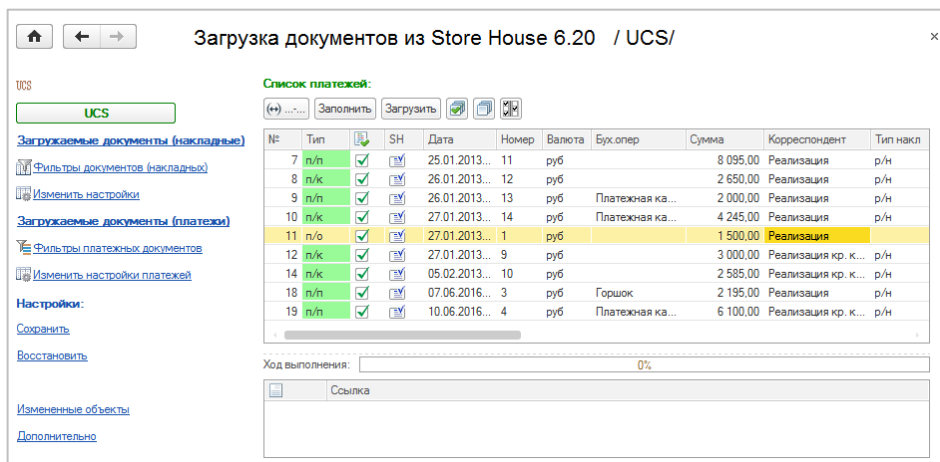 Загрузка документов из Store House 6.20 / UCS/
UCS
UCS
Загружаемые документы (накладные)
Фильтры документов (накладных)
Изменить настройки
Загружаемые документы (платежи)
Фильтры платежных документов
Изменить настройки платежей
Настройки:
Сохранить
Восстановить
Измененные объекты
Дополнительно
Список платежей:
(↔) ...-... Заполнить Загрузить
№ Тип SH Дата Номер Валюта Бух.опер Сумма Корреспондент Тип накл
7 п/п 25.01.2013... 11 руб 8 095,00 Реализация р/н
8 п/к 26.01.2013... 12 руб 2 650,00 Реализация р/н
9 п/п 26.01.2013... 13 руб Платежная ка... 2 000,00 Реализация р/н
10 п/к 27.01.2013... 14 руб Платежная ка... 4 245,00 Реализация р/н
11 п/о 27.01.2013... 1 руб 1 500,00 Реализация
12 п/к 27.01.2013... 9 руб 3 000,00 Реализация кр. к... р/н
14 п/к 05.02.2013... 10 руб 2 585,00 Реализация кр. к... р/н
18 п/п 07.06.2016... 3 руб Горшок 2 195,00 Реализация р/н
19 п/п 10.06.2016... 4 руб Платежная ка... 6 100,00 Реализация кр. к... р/н
Ход выполнения: 0%
Ссылка